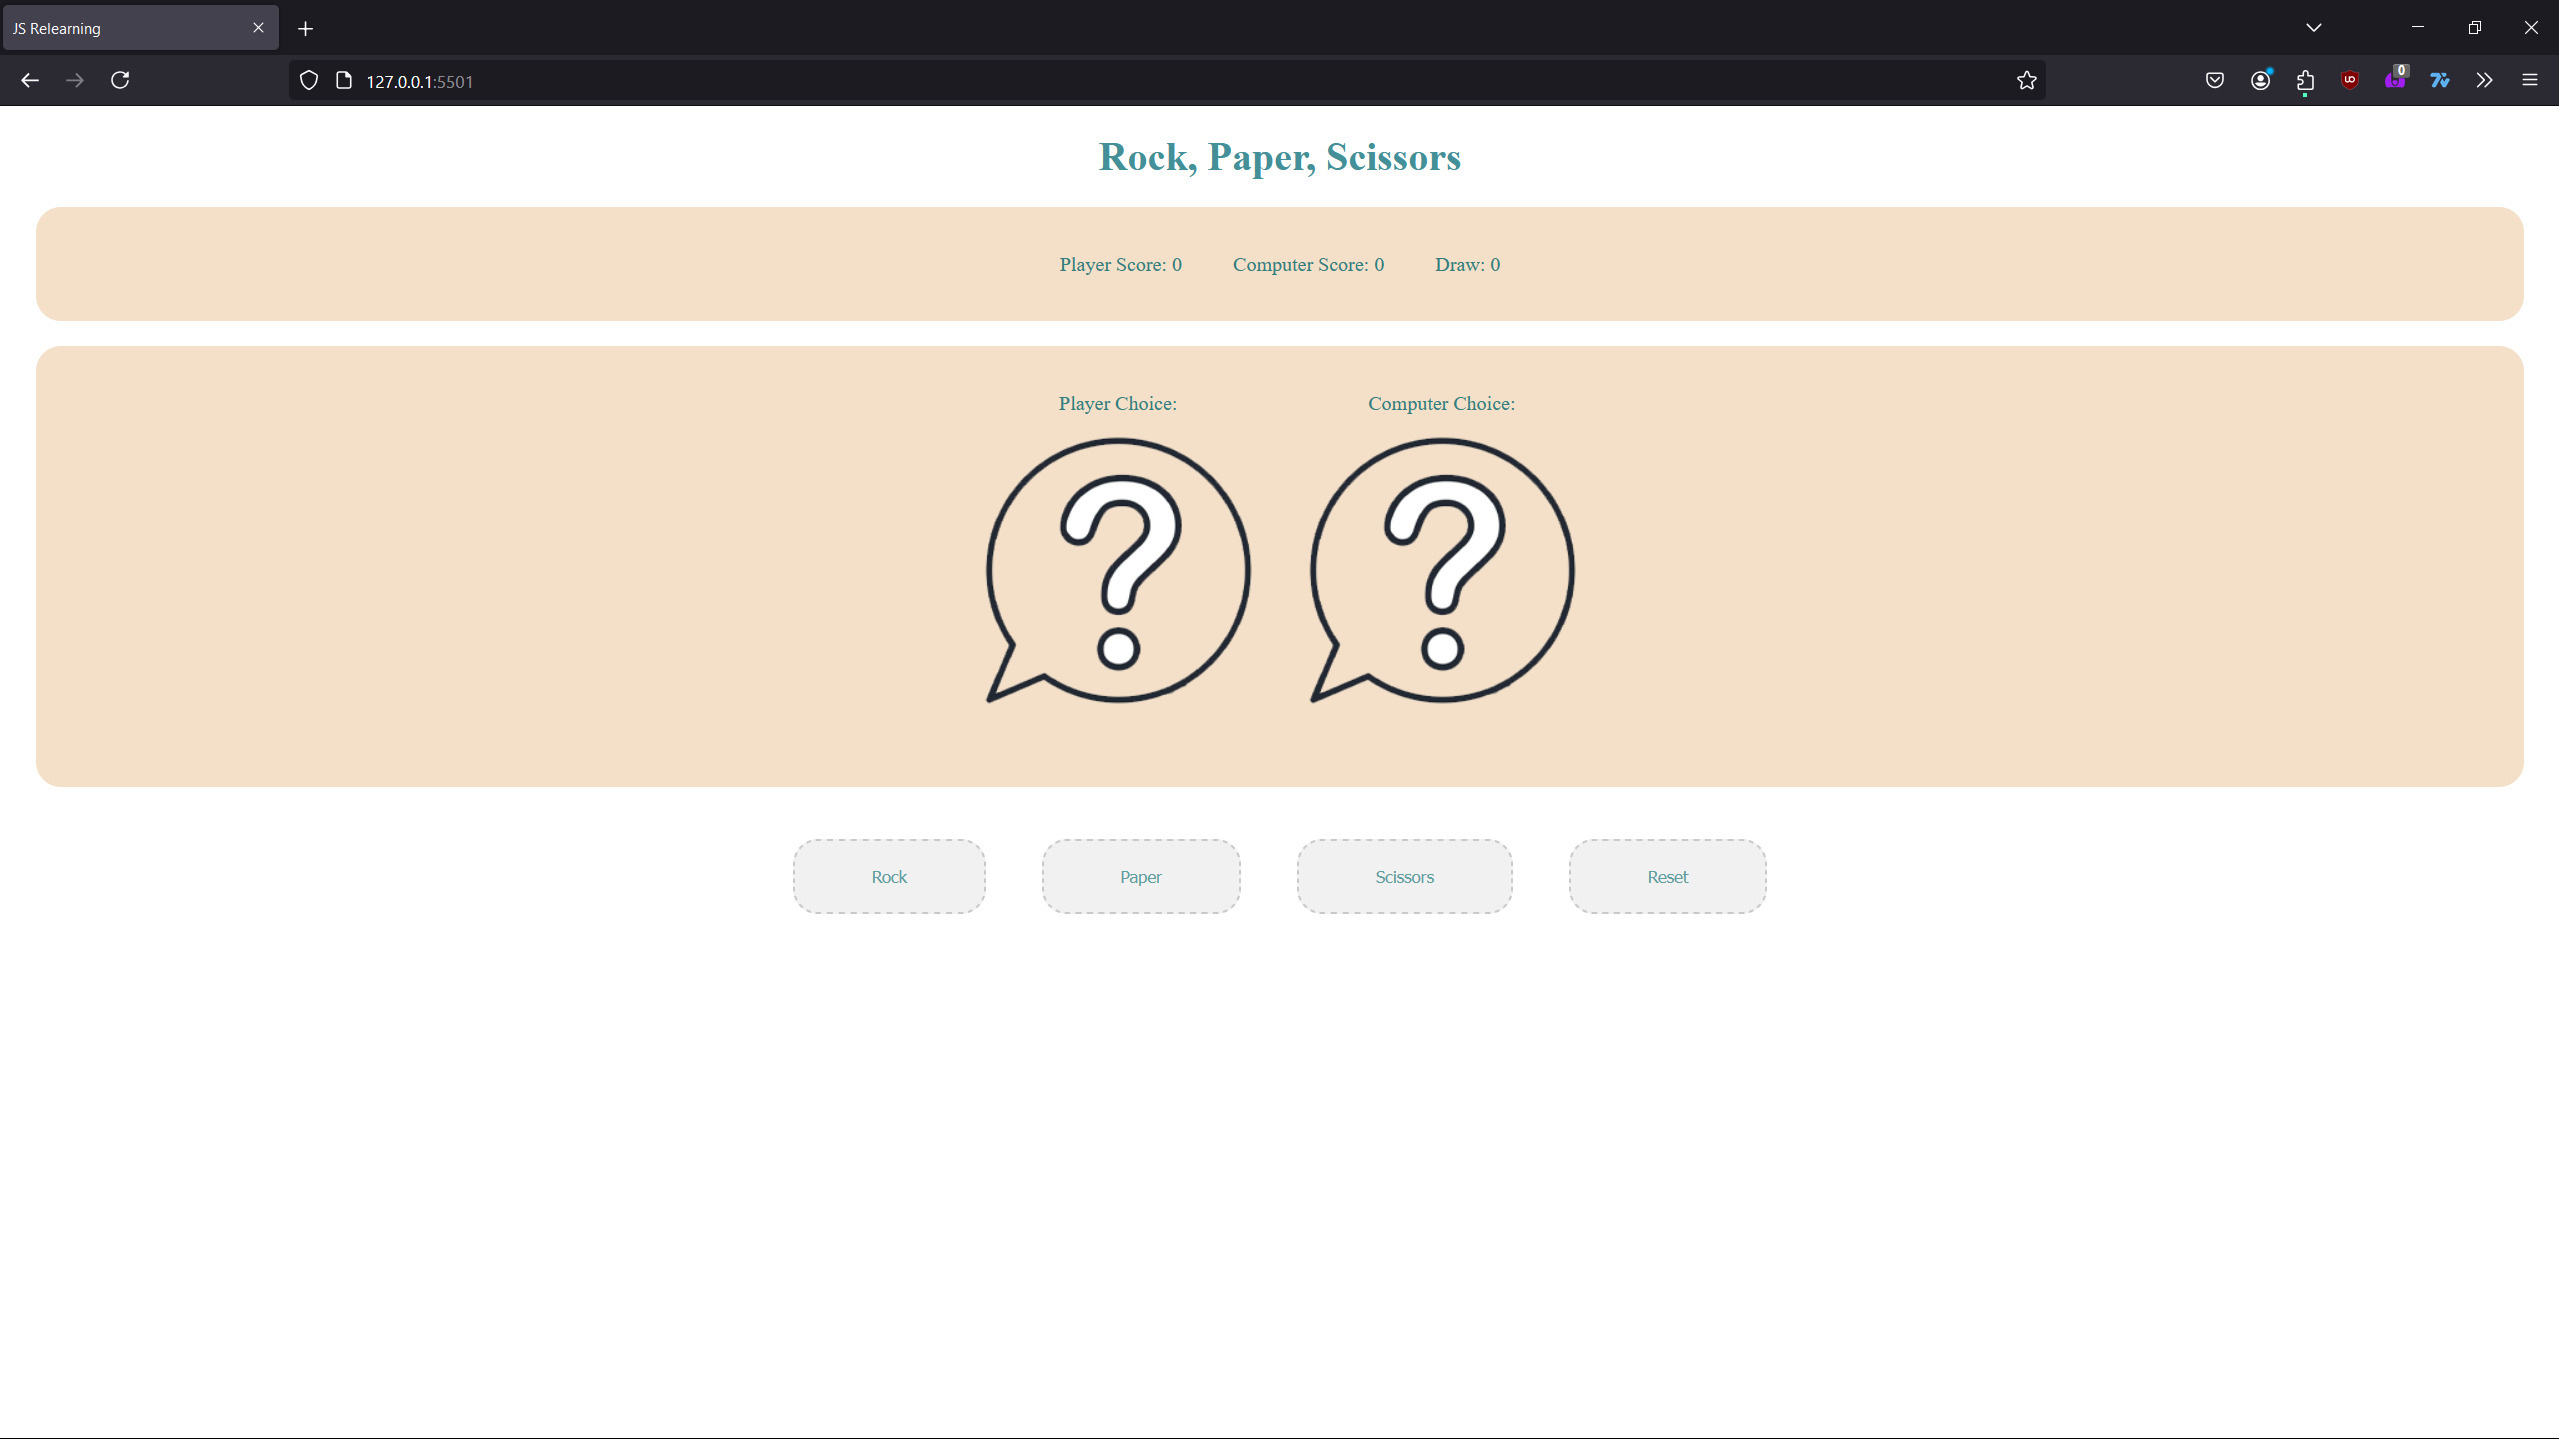 JS Relearning
127.0.0.1:5501
0
Rock, Paper, Scissors
Player Score: 0 Computer Score: 0 Draw: 0
Player Choice: Computer Choice:
? ?
Rock Paper Scissors Reset